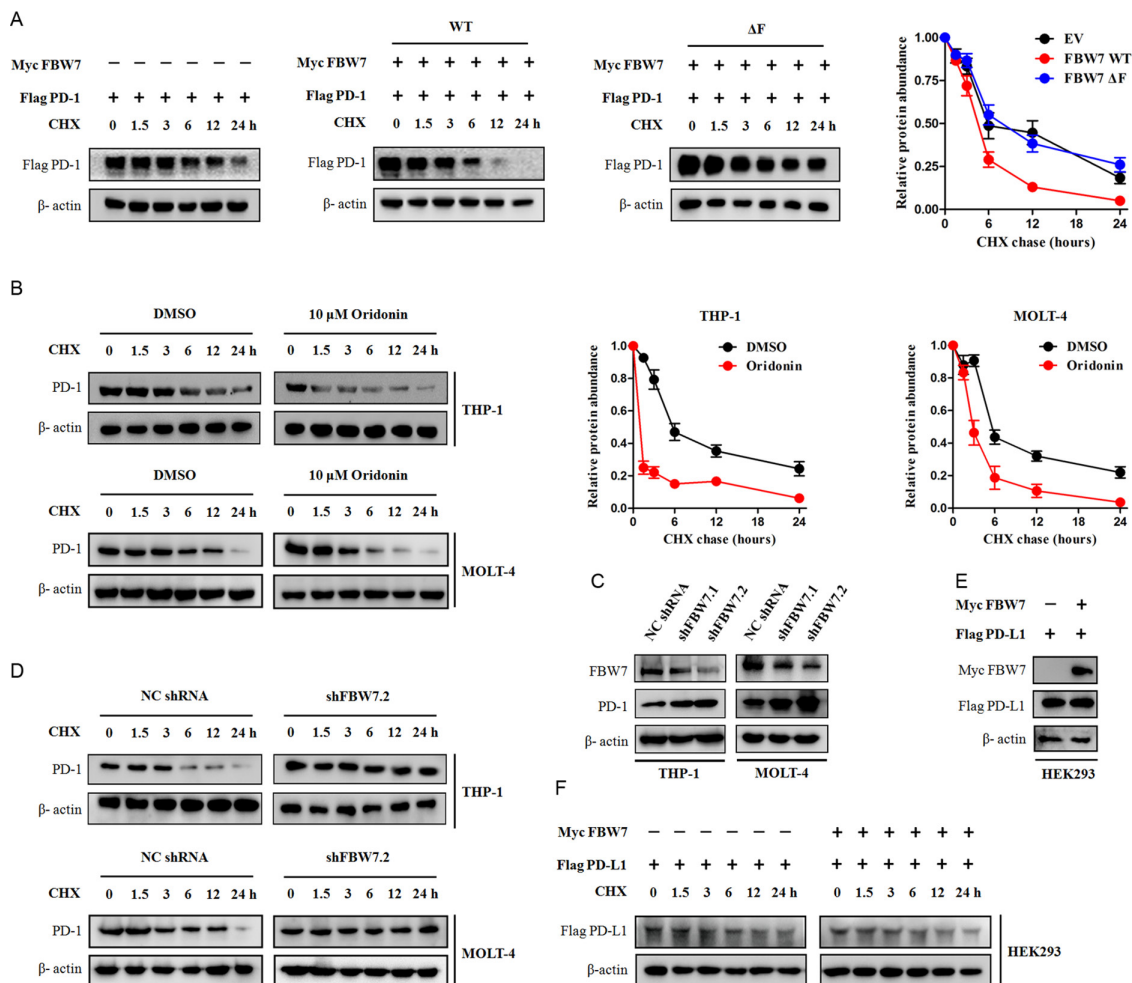 A
WT
ΔF
Myc FBW7 – – – – – –
Myc FBW7 + + + + + +
Myc FBW7 + + + + + +
Flag PD-1 + + + + + +
Flag PD-1 + + + + + +
Flag PD-1 + + + + + +
CHX 0 1.5 3 6 12 24 h
CHX 0 1.5 3 6 12 24 h
CHX 0 1.5 3 6 12 24 h
Flag PD-1
Flag PD-1
Flag PD-1
β- actin
β- actin
β- actin
Relative protein abundance
1.00
0.75
0.50
0.25
0.00
EV
FBW7 WT
FBW7 ΔF
0 6 12 18 24
CHX chase (hours)
B
DMSO
10 µM Oridonin
CHX 0 1.5 3 6 12 24 h 0 1.5 3 6 12 24 h
PD-1
β- actin
THP-1
DMSO
10 µM Oridonin
CHX 0 1.5 3 6 12 24 h 0 1.5 3 6 12 24 h
PD-1
β- actin
MOLT-4
THP-1
Relative protein abundance
1.0
0.8
0.6
0.4
0.2
0.0
DMSO
Oridonin
0 6 12 18 24
CHX chase (hours)
MOLT-4
Relative protein abundance
1.0
0.8
0.6
0.4
0.2
0.0
DMSO
Oridonin
0 6 12 18 24
CHX chase (hours)
C
NC shRNA
shFBW7.1
shFBW7.2
NC shRNA
shFBW7.1
shFBW7.2
FBW7
PD-1
β- actin
THP-1
MOLT-4
E
Myc FBW7 – +
Flag PD-L1 + +
Myc FBW7
Flag PD-L1
β- actin
HEK293
D
NC shRNA
shFBW7.2
CHX 0 1.5 3 6 12 24 h 0 1.5 3 6 12 24 h
PD-1
β- actin
THP-1
NC shRNA
shFBW7.2
CHX 0 1.5 3 6 12 24 h 0 1.5 3 6 12 24 h
PD-1
β- actin
MOLT-4
F
Myc FBW7 – – – – – – + + + + + +
Flag PD-L1 + + + + + + + + + + + +
CHX 0 1.5 3 6 12 24 h 0 1.5 3 6 12 24 h
Flag PD-L1
β-actin
HEK293